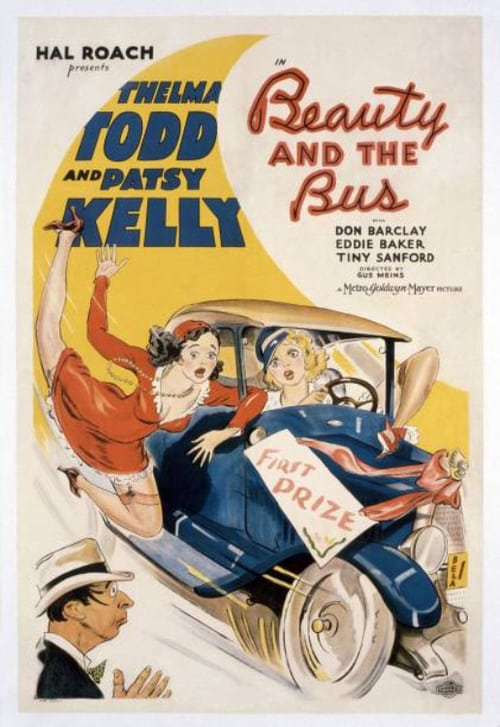 HAL ROACH
presents
THELMA
TODD
AND PATSY
KELLY
IN
Beauty
AND THE
Bus
WITH
DON BARCLAY
EDDIE BAKER
TINY SANFORD
DIRECTED BY
GUS MEINS
A Metro-Goldwyn-Mayer PICTURE
FIRST
PRIZE